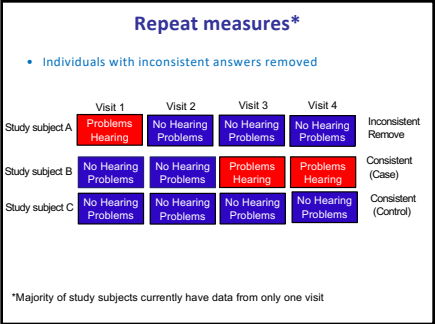 Repeat measures*
• Individuals with inconsistent answers removed
Visit 1 Visit 2 Visit 3 Visit 4
Study subject A
Problems Hearing
No Hearing Problems
No Hearing Problems
No Hearing Problems
Inconsistent Remove
Study subject B
No Hearing Problems
No Hearing Problems
Problems Hearing
Problems Hearing
Consistent (Case)
Study subject C
No Hearing Problems
No Hearing Problems
No Hearing Problems
No Hearing Problems
Consistent (Control)
*Majority of study subjects currently have data from only one visit